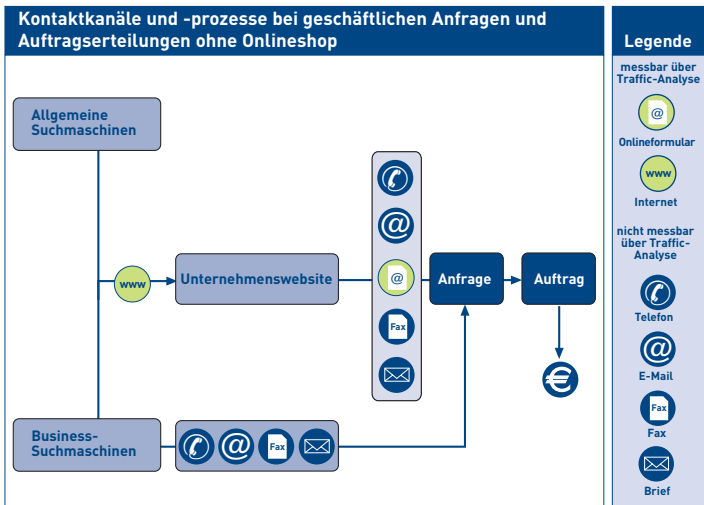 Kontaktkanäle und -prozesse bei geschäftlichen Anfragen und
Auftragserteilungen ohne Onlineshop
Allgemeine
Suchmaschinen
www
Unternehmenswebsite
@
@
Fax
Anfrage
Auftrag
€
Business-
Suchmaschinen
@
Fax
Legende
messbar über
Traffic-Analyse
@
Onlineformular
www
Internet
nicht messbar
über Traffic-
Analyse
Telefon
@
E-Mail
Fax
Fax
Brief